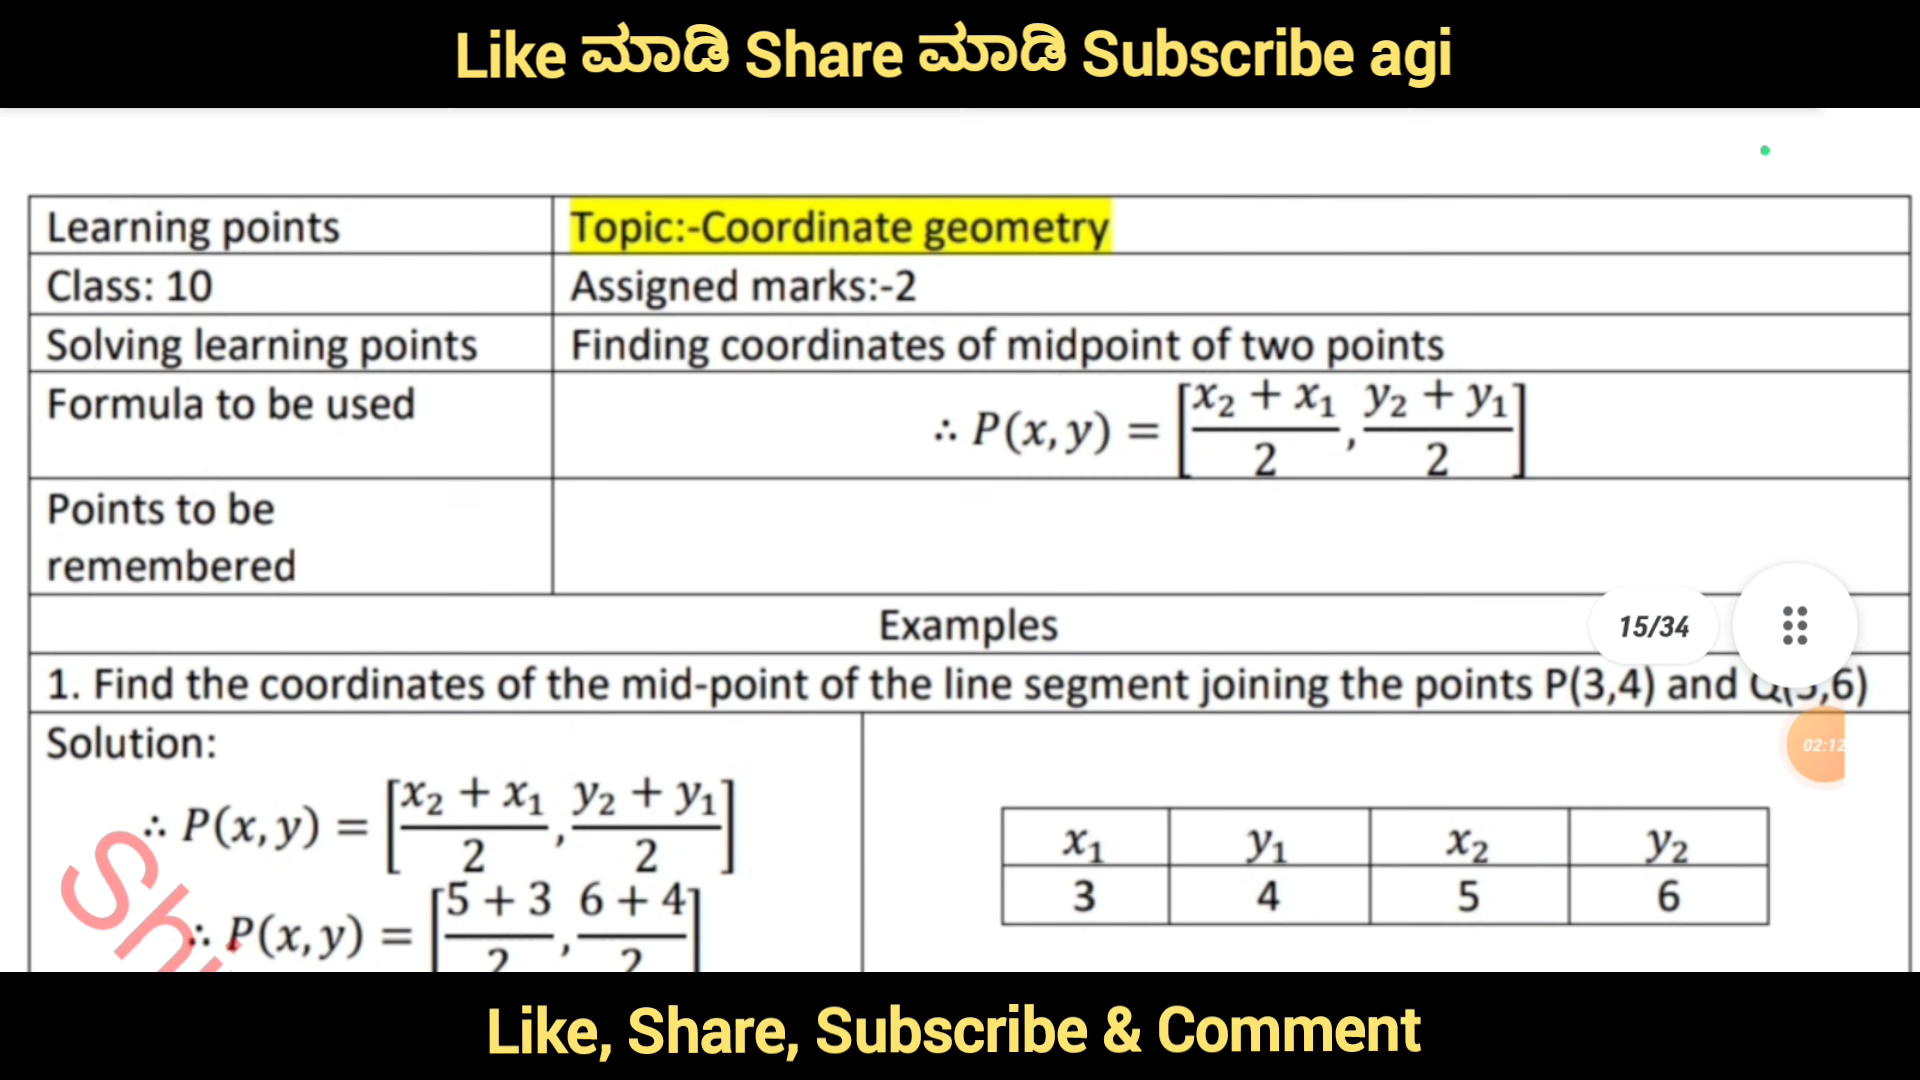 Like ಮಾಡಿ Share ಮಾಡಿ Subscribe agi
Learning points Topic:-Coordinate geometry
Class: 10 Assigned marks:-2
Solving learning points Finding coordinates of midpoint of two points
Formula to be used ∴ P(x, y) = [(x₂ + x₁)/2, (y₂ + y₁)/2]
Points to be
remembered
Examples
15/34
1. Find the coordinates of the mid-point of the line segment joining the points P(3,4) and Q(5,6)
Solution:
02:12
∴ P(x, y) = [(x₂ + x₁)/2, (y₂ + y₁)/2]
x₁ y₁ x₂ y₂
3 4 5 6
∴ P(x, y) = [(5 + 3)/2, (6 + 4)/2]
Like, Share, Subscribe & Comment